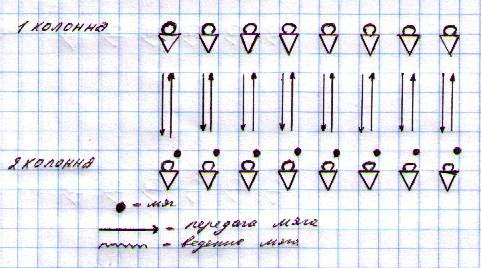 1 колонна
2 колонна
- мяч
- передача мяча
- ведение мяча